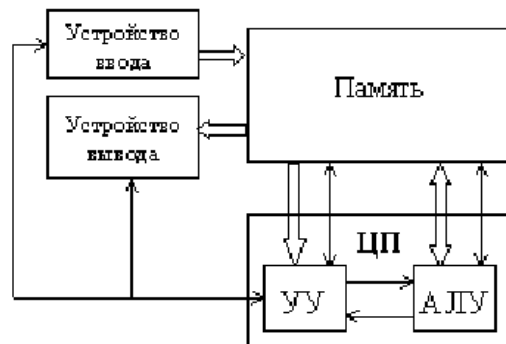 Устройство
ввода
Память
Устройство
вывода
ЦП
УУ
АЛУ